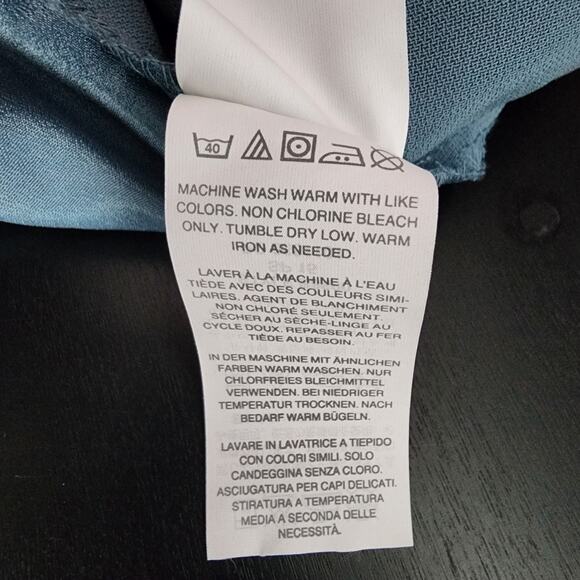 40
MACHINE WASH WARM WITH LIKE
COLORS. NON CHLORINE BLEACH
ONLY. TUMBLE DRY LOW. WARM
IRON AS NEEDED.
LAVER À LA MACHINE À L'EAU
TIÈDE AVEC DES COULEURS SIMI-
LAIRES. AGENT DE BLANCHIMENT
NON CHLORÉ SEULEMENT.
SÉCHER AU SÈCHE-LINGE AU
CYCLE DOUX. REPASSER AU FER
TIÈDE AU BESOIN.
IN DER MASCHINE MIT ÄHNLICHEN
FARBEN WARM WASCHEN. NUR
CHLORFREIES BLEICHMITTEL
VERWENDEN. BEI NIEDRIGER
TEMPERATUR TROCKNEN. NACH
BEDARF WARM BÜGELN.
LAVARE IN LAVATRICE A TIEPIDO
CON COLORI SIMILI. SOLO
CANDEGGINA SENZA CLORO.
ASCIUGATURA PER CAPI DELICATI.
STIRATURA A TEMPERATURA
MEDIA A SECONDA DELLE
NECESSITÀ.